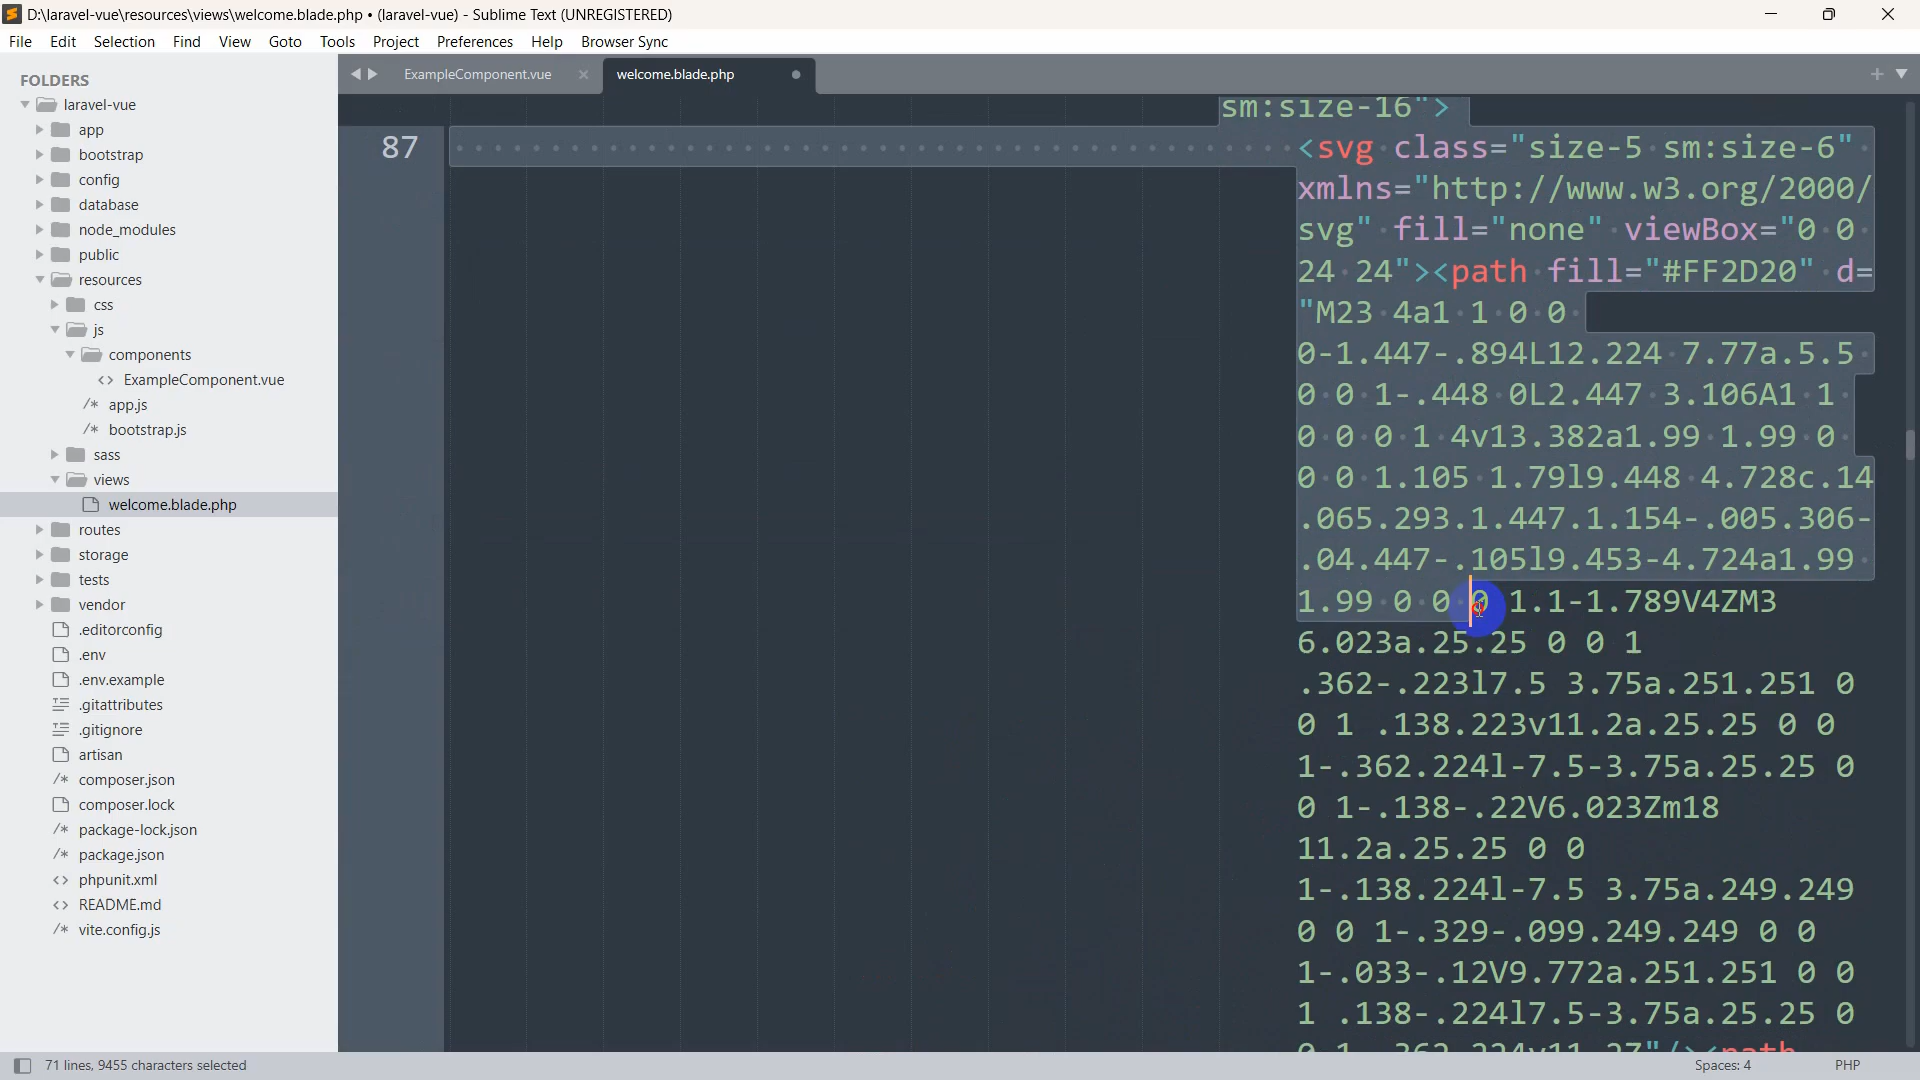 D:\laravel-vue\resources\views\welcome.blade.php • (laravel-vue) - Sublime Text (UNREGISTERED)
File Edit Selection Find View Goto Tools Project Preferences Help Browser Sync
FOLDERS
laravel-vue
app
bootstrap
config
database
node_modules
public
resources
css
js
components
ExampleComponent.vue
app.js
bootstrap.js
sass
views
welcome.blade.php
routes
storage
tests
vendor
.editorconfig
.env
.env.example
.gitattributes
.gitignore
artisan
composer.json
composer.lock
package-lock.json
package.json
phpunit.xml
README.md
vite.config.js
ExampleComponent.vue
welcome.blade.php
sm:size-16">
87
<svg class="size-5 sm:size-6"
xmlns="http://www.w3.org/2000/
svg" fill="none" viewBox="0 0
24 24"><path fill="#FF2D20" d=
"M23 4a1 1 0 0
0-1.447-.894L12.224 7.77a.5.5
0 0 1-.448 0L2.447 3.106A1 1
0 0 0 1 4v13.382a1.99 1.99 0
0 0 1.105 1.79l9.448 4.728c.14
.065.293.1.447.1.154-.005.306-
.04.447-.105l9.453-4.724a1.99
1.99 0 0 0 1.1-1.789V4ZM3
6.023a.25.25 0 0 1
.362-.223l7.5 3.75a.251.251 0
0 1 .138.223v11.2a.25.25 0 0
1-.362.224l-7.5-3.75a.25.25 0
0 1-.138-.22V6.023Zm18
11.2a.25.25 0 0
1-.138.224l-7.5 3.75a.249.249
0 0 1-.329-.099.249.249 0 0
1-.033-.12V9.772a.251.251 0 0
1 .138-.224l7.5-3.75a.25.25 0
0 1 .362.224v11.2Z"/><path
71 lines, 9455 characters selected
Spaces: 4
PHP